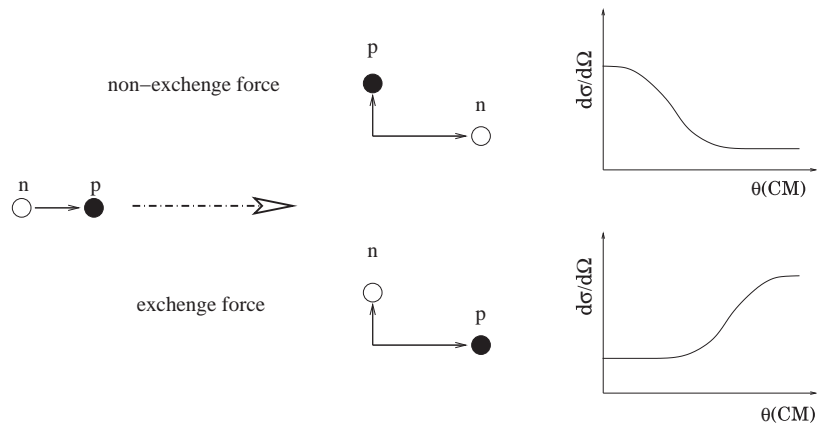 p
non−exchenge force
n
dσ/dΩ
θ(CM)
n p
n
exchenge force
p
dσ/dΩ
θ(CM)